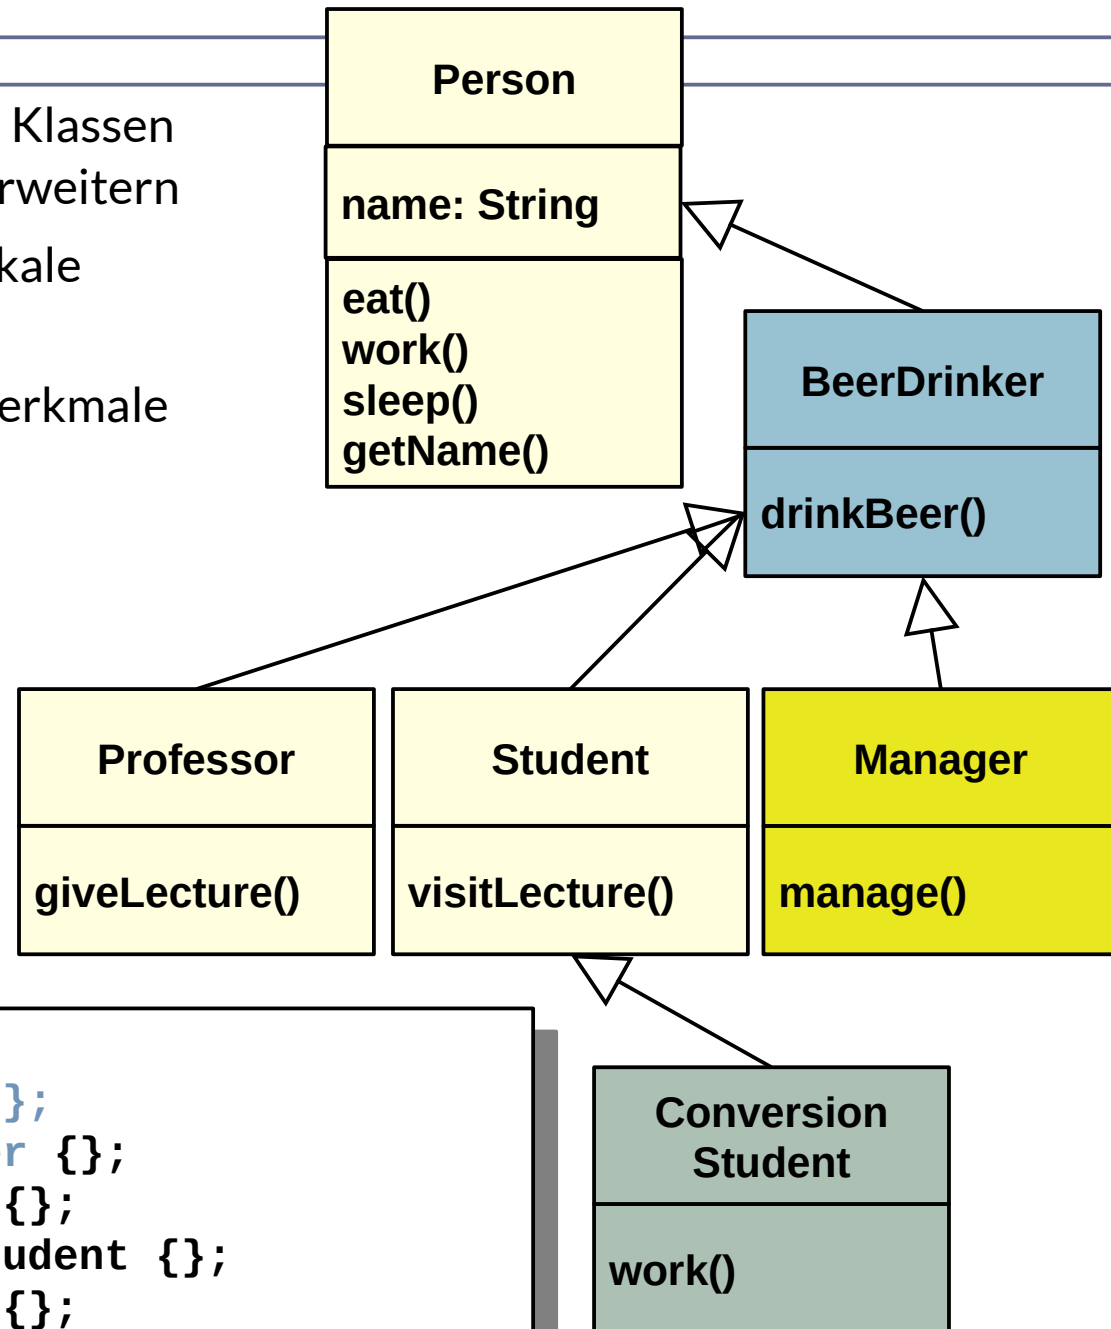 Person
Klassen
rweitern
kale
erkmale
name: String
eat()
work()
sleep()
getName()
BeerDrinker
drinkBeer()
Professor
giveLecture()
Student
visitLecture()
Manager
manage()
};
r {};
{};
udent {};
{};
Conversion
Student
work()